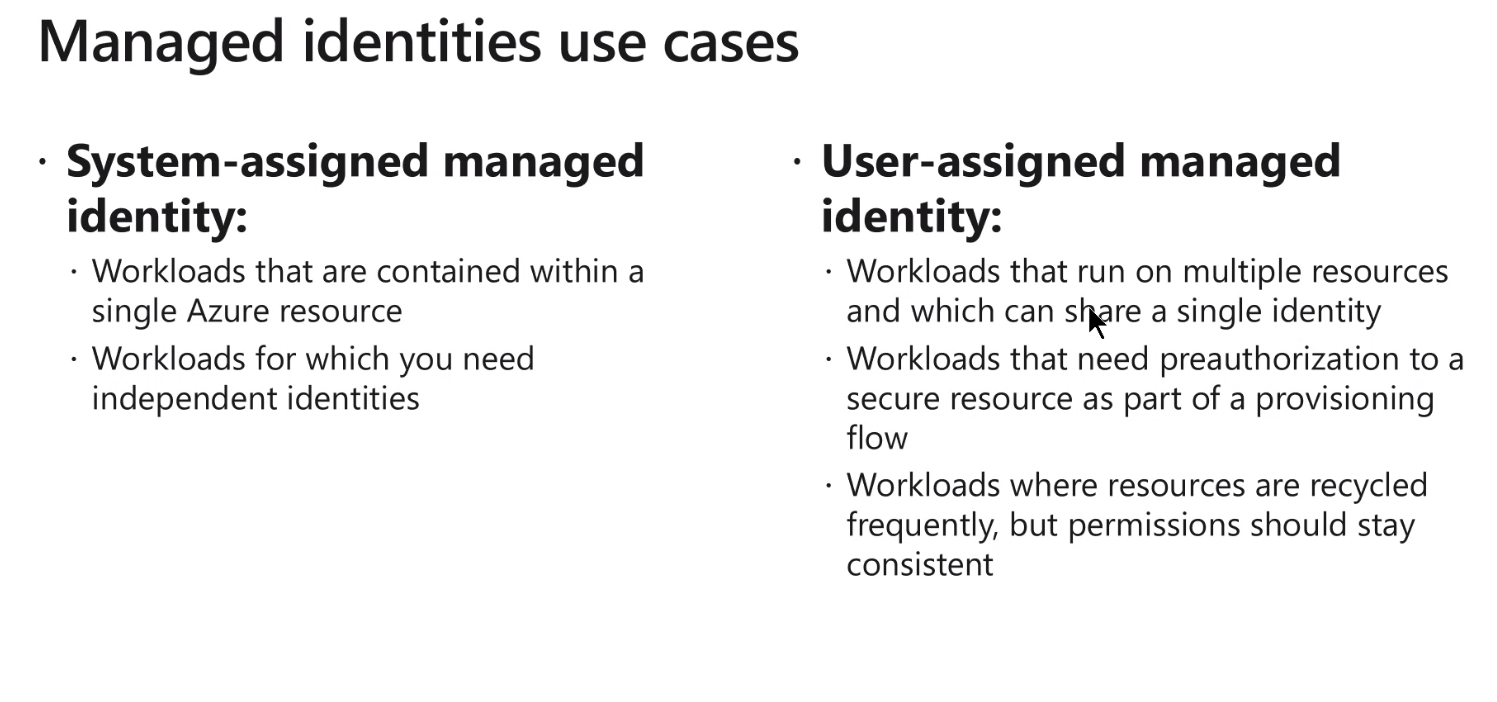 Managed identities use cases
· System-assigned managed
identity:
· Workloads that are contained within a
single Azure resource
· Workloads for which you need
independent identities
· User-assigned managed
identity:
· Workloads that run on multiple resources
and which can share a single identity
· Workloads that need preauthorization to a
secure resource as part of a provisioning
flow
· Workloads where resources are recycled
frequently, but permissions should stay
consistent